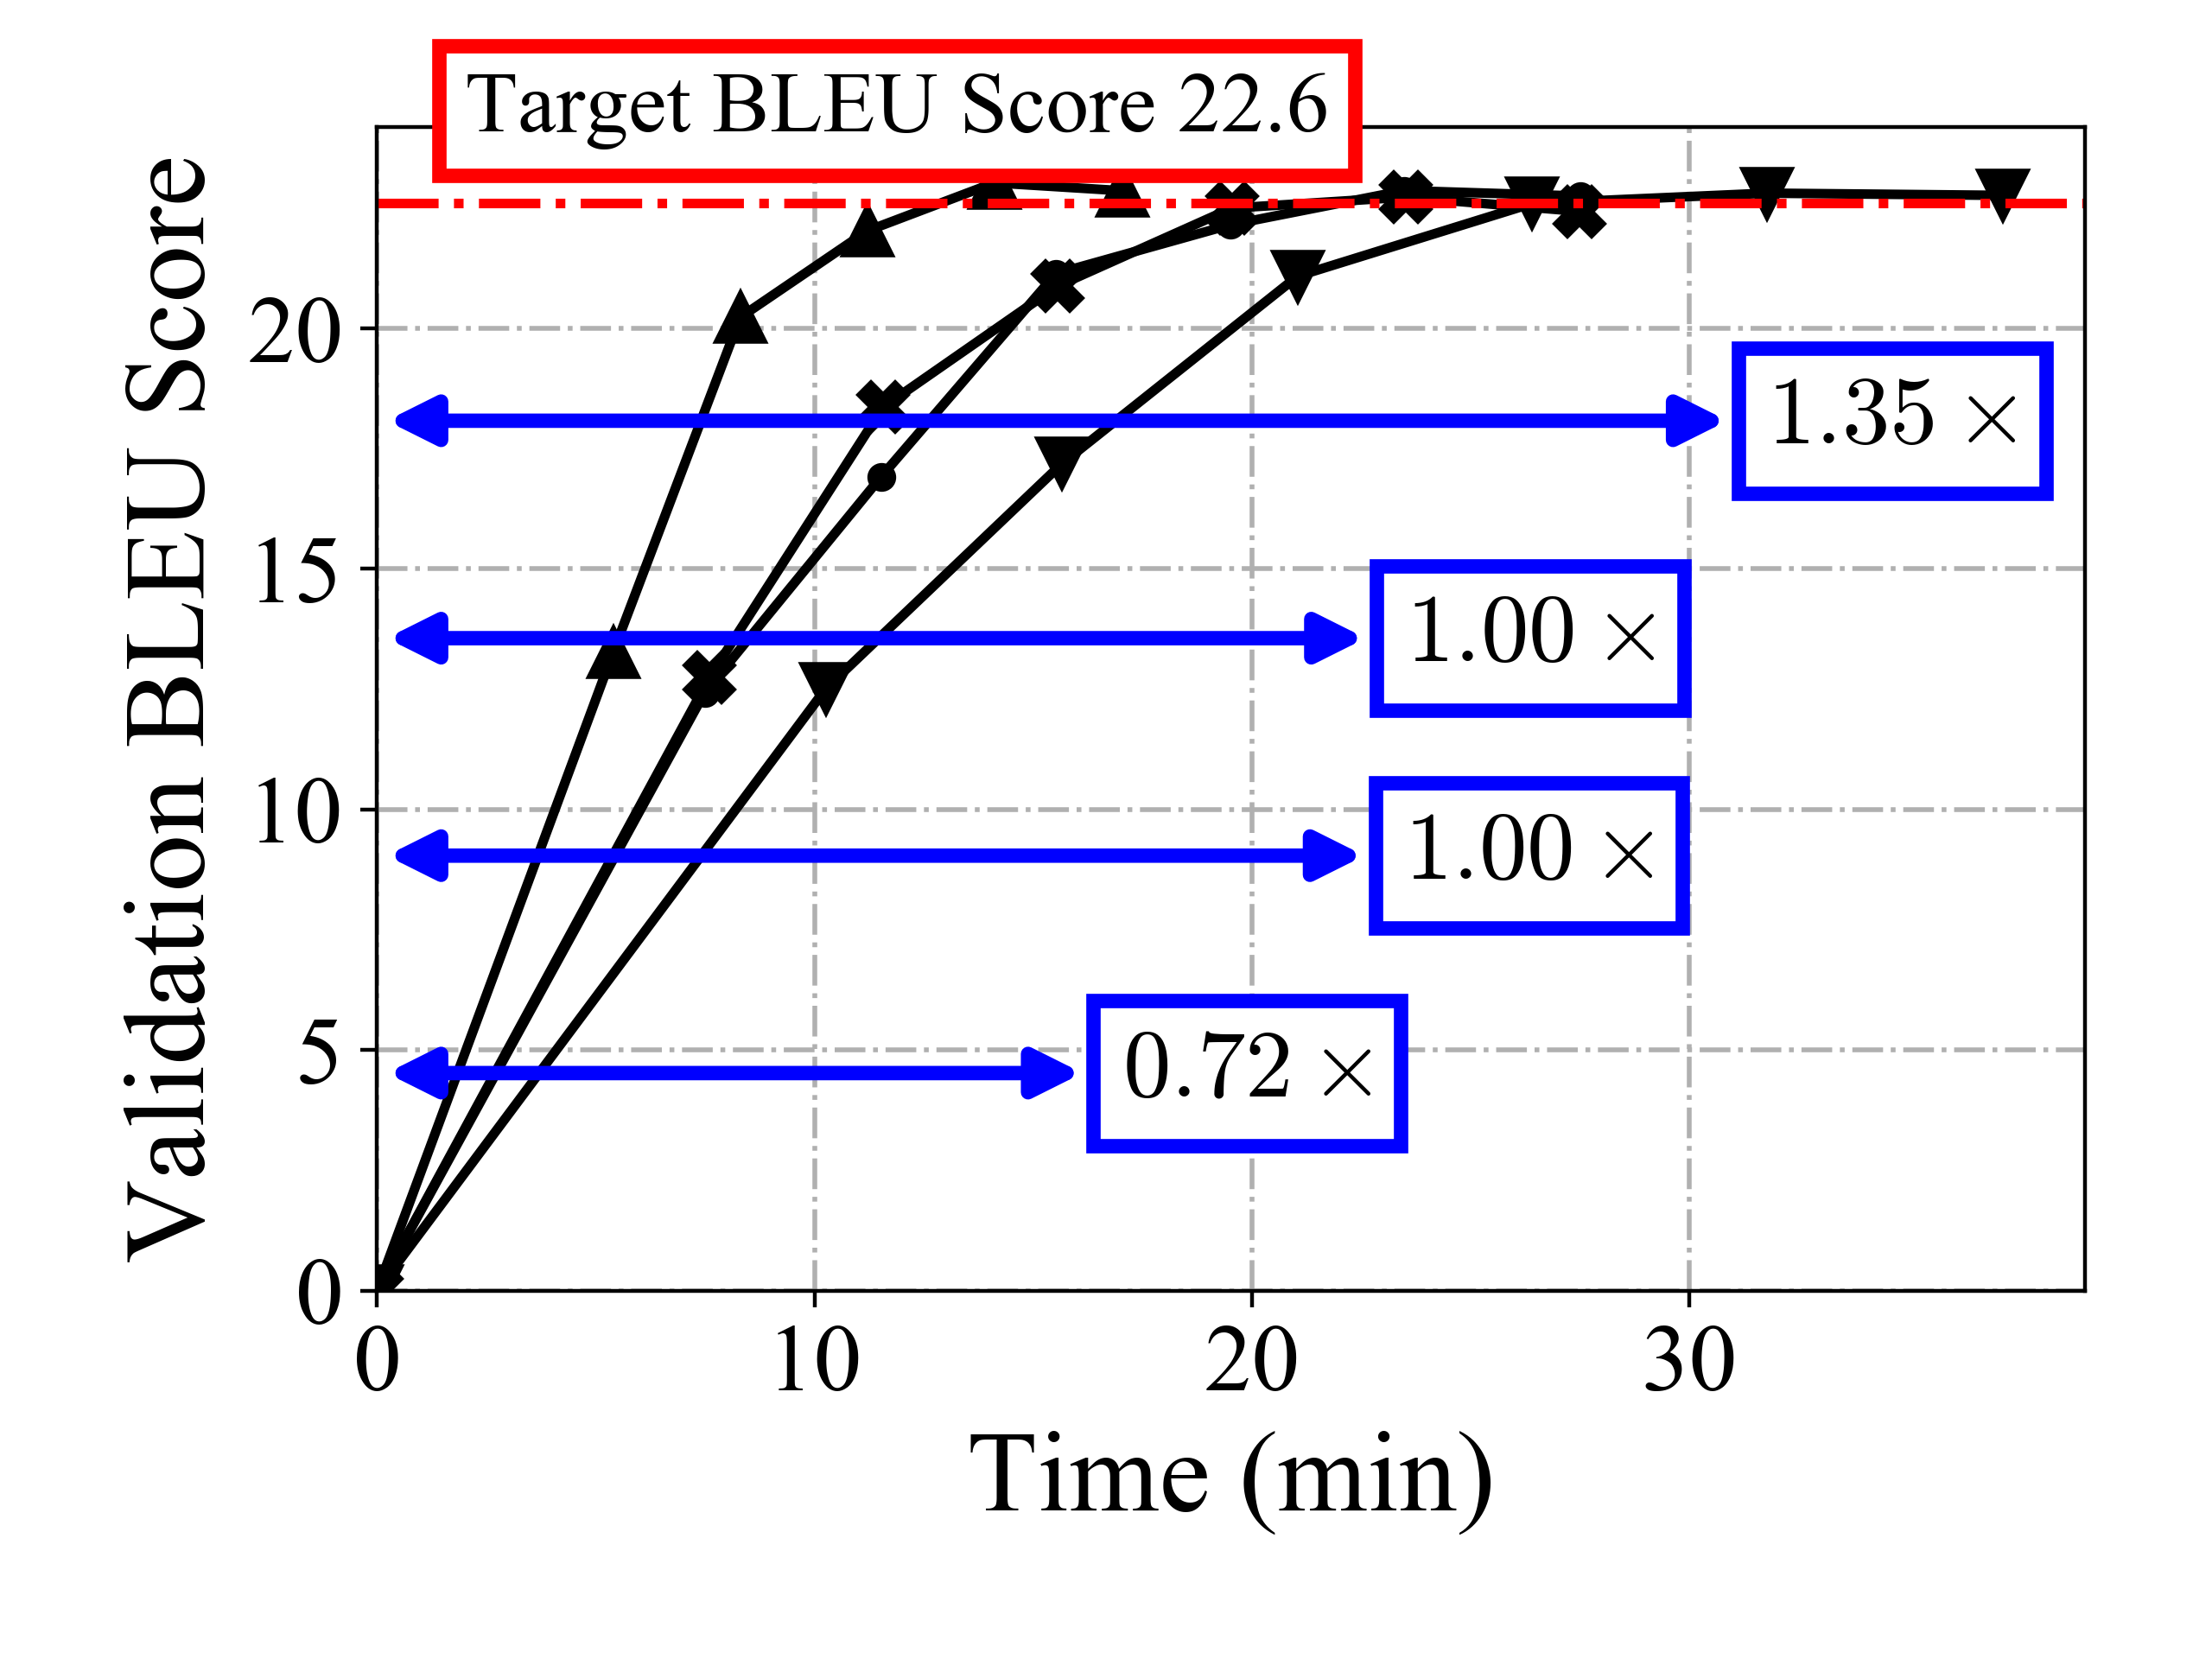 Target BLEU Score 22.6
Validation BLEU Score
20
15
10
5
0
1.35 ×
1.00 ×
1.00 ×
0.72 ×
0 10 20 30
Time (min)